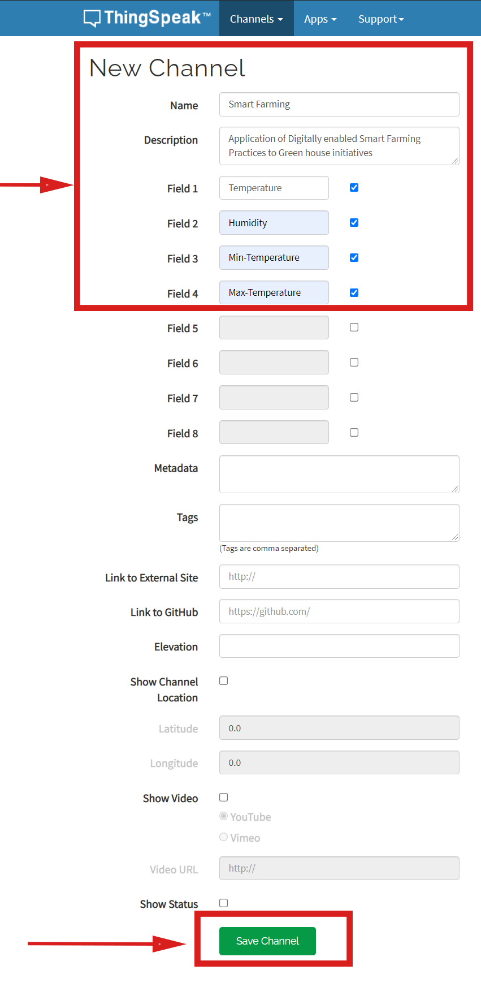 ThingSpeak™ Channels Apps Support
New Channel
Name Smart Farming
Description Application of Digitally enabled Smart Farming
Practices to Green house initiatives
Field 1 Temperature
Field 2 Humidity
Field 3 Min-Temperature
Field 4 Max-Temperature
Field 5
Field 6
Field 7
Field 8
Metadata
Tags
(Tags are comma separated)
Link to External Site http://
Link to GitHub https://github.com/
Elevation
Show Channel
Location
Latitude 0.0
Longitude 0.0
Show Video
YouTube
Vimeo
Video URL http://
Show Status
Save Channel